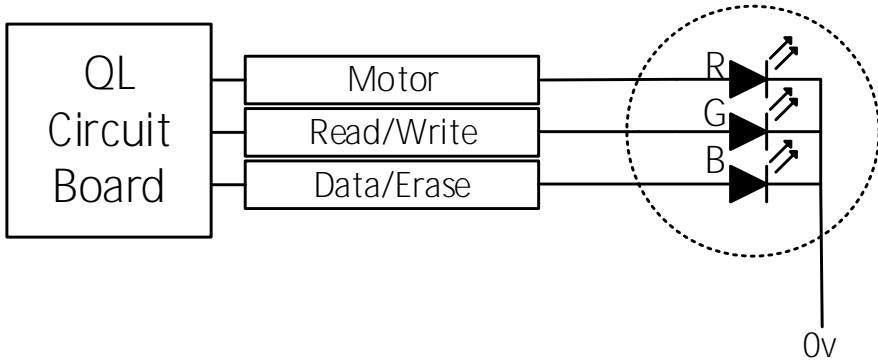 QL
Circuit
Board
Motor
Read/Write
Data/Erase
R
G
B
0v